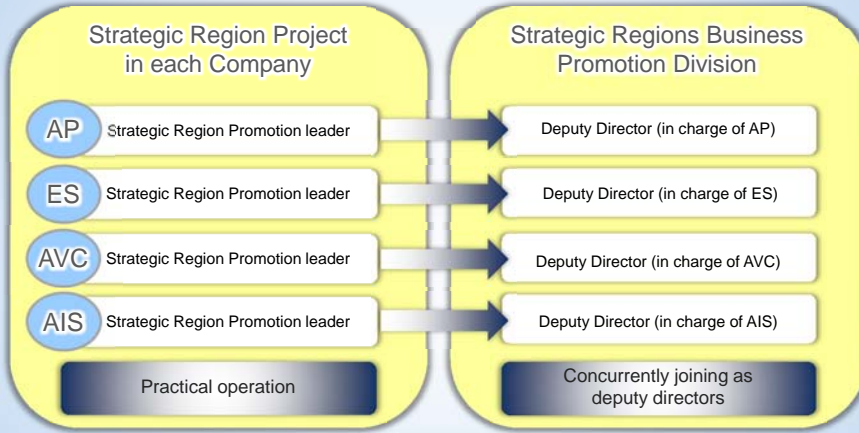 Strategic Region Project
in each Company
AP Strategic Region Promotion leader
ES Strategic Region Promotion leader
AVC Strategic Region Promotion leader
AIS Strategic Region Promotion leader
Practical operation
Strategic Regions Business
Promotion Division
Deputy Director (in charge of AP)
Deputy Director (in charge of ES)
Deputy Director (in charge of AVC)
Deputy Director (in charge of AIS)
Concurrently joining as
deputy directors